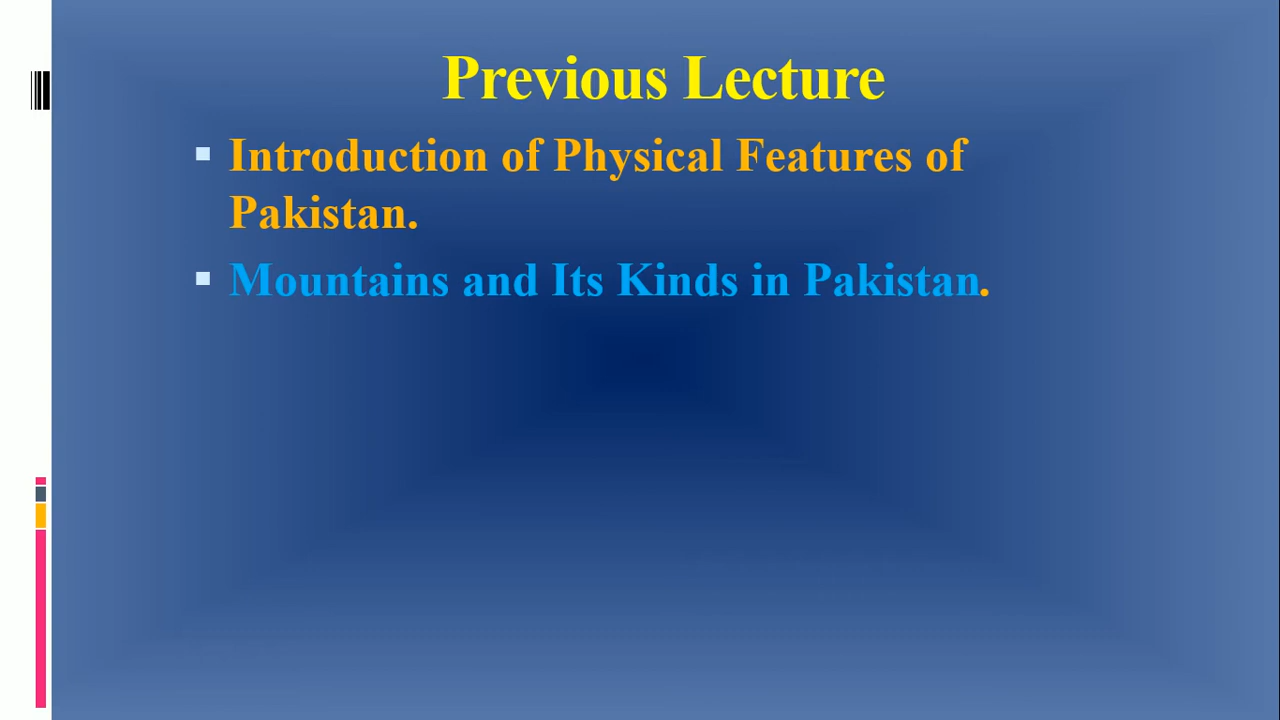 Previous Lecture
Introduction of Physical Features of
Pakistan.
Mountains and Its Kinds in Pakistan.